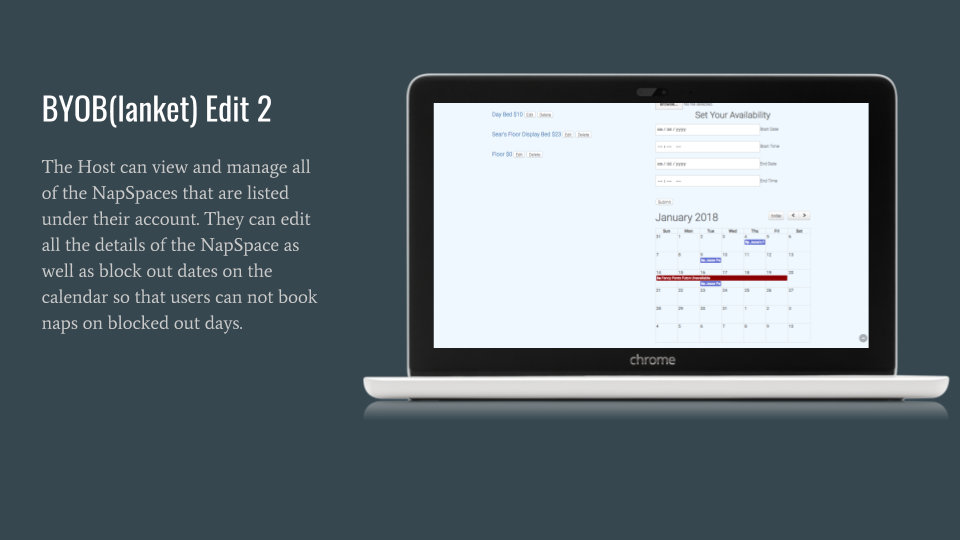 BYOB(lanket) Edit 2
The Host can view and manage all
of the NapSpaces that are listed
under their account. They can edit
all the details of the NapSpace as
well as block out dates on the
calendar so that users can not book
naps on blocked out days.
Day Bed $10 Edit Delete
Sear's Floor Display Bed $23 Edit Delete
Floor $0 Edit Delete
Browse... No file selected.
Set Your Availability
mm / dd / yyyy Start Date
-- : -- -- Start Time
mm / dd / yyyy End Date
-- : -- -- End Time
Submit
January 2018 today < >
Sun Mon Tue Wed Thu Fri Sat
31 1 2 3 4 5 6
7 8 9 10 11 12 13
14 15 16 17 18 19 20
21 22 23 24 25 26 27
28 29 30 31 1 2 3
4 5 6 7 8 9 10
chrome